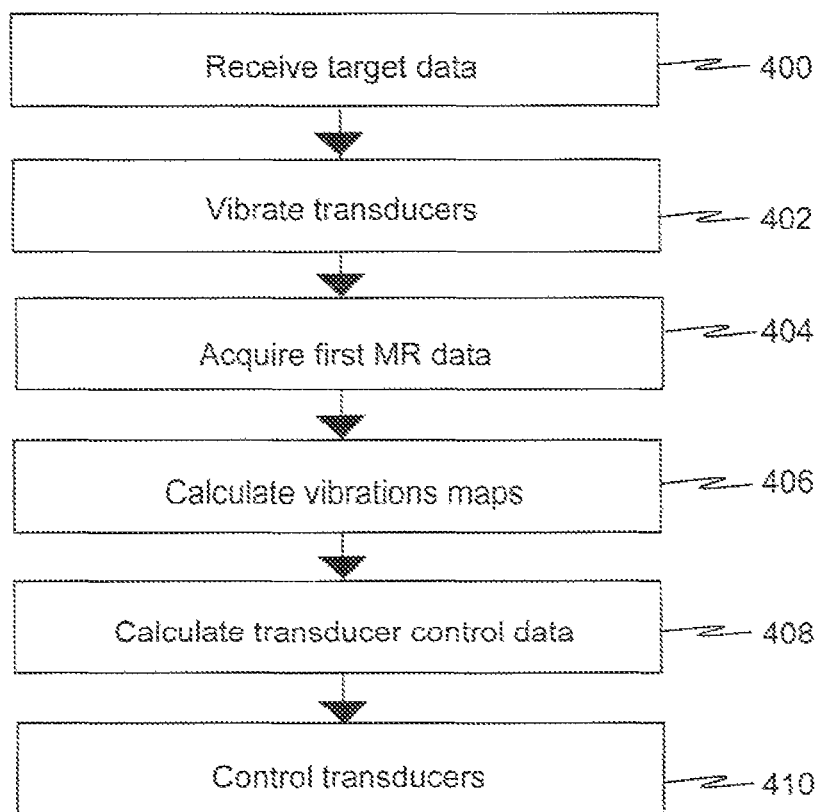 Receive target data 400
Vibrate transducers 402
Acquire first MR data 404
Calculate vibrations maps 406
Calculate transducer control data 408
Control transducers 410